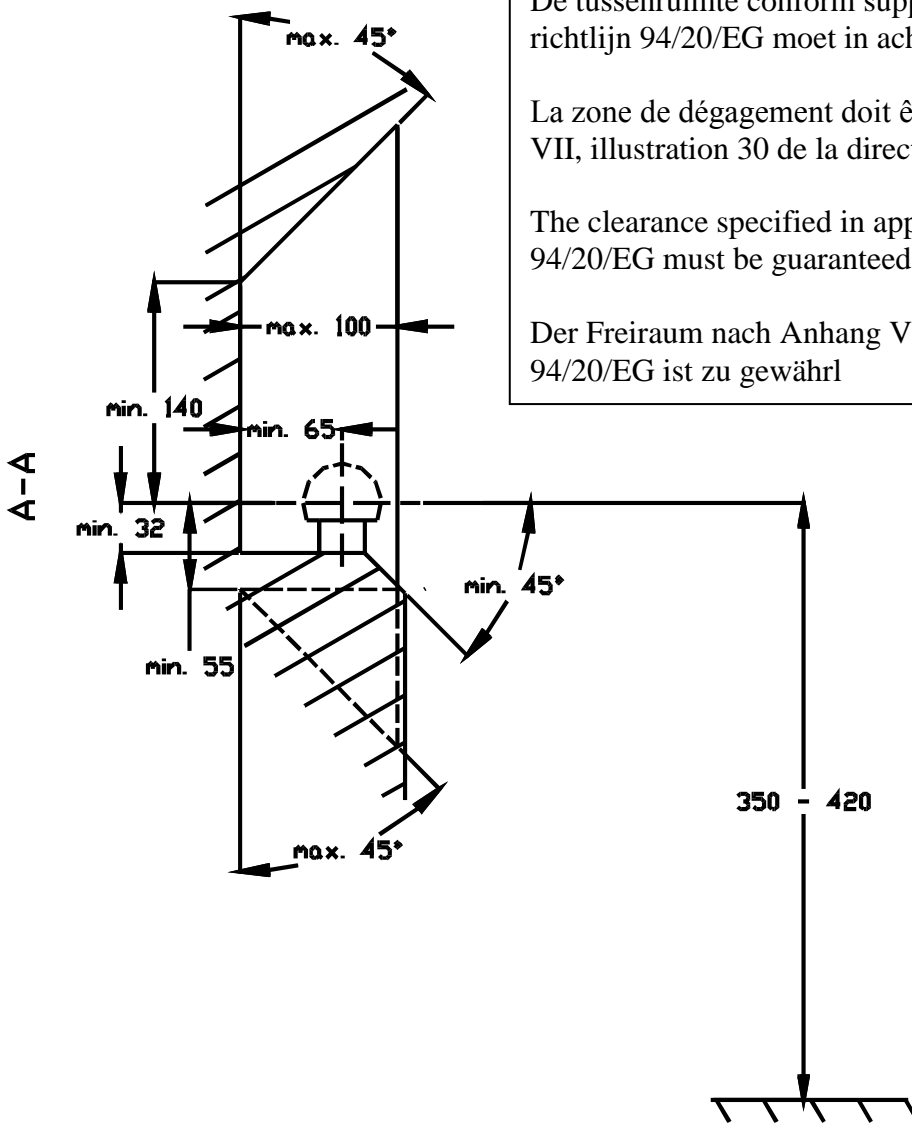 De tussenruimte conform supp
richtlijn 94/20/EG moet in ach
La zone de dégagement doit ê
VII, illustration 30 de la direc
The clearance specified in app
94/20/EG must be guaranteed
Der Freiraum nach Anhang V
94/20/EG ist zu gewährl
max. 45°
max. 100
min. 140
min. 65
A-A
min. 32
min. 45°
min. 55
350 - 420
max. 45°